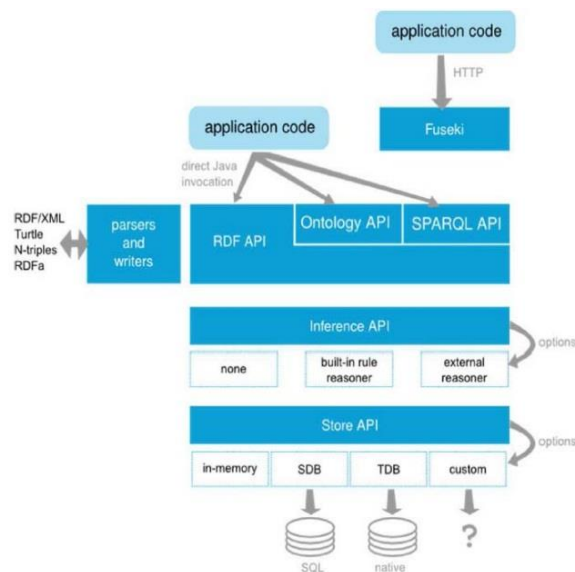 application code
HTTP
Fuseki
application code
direct Java
invocation
RDF/XML
Turtle
N-triples
RDFa
parsers
and
writers
RDF API
Ontology API
SPARQL API
Inference API
options
none
built-in rule
reasoner
external
reasoner
Store API
options
in-memory
SDB
TDB
custom
?
SQL
native